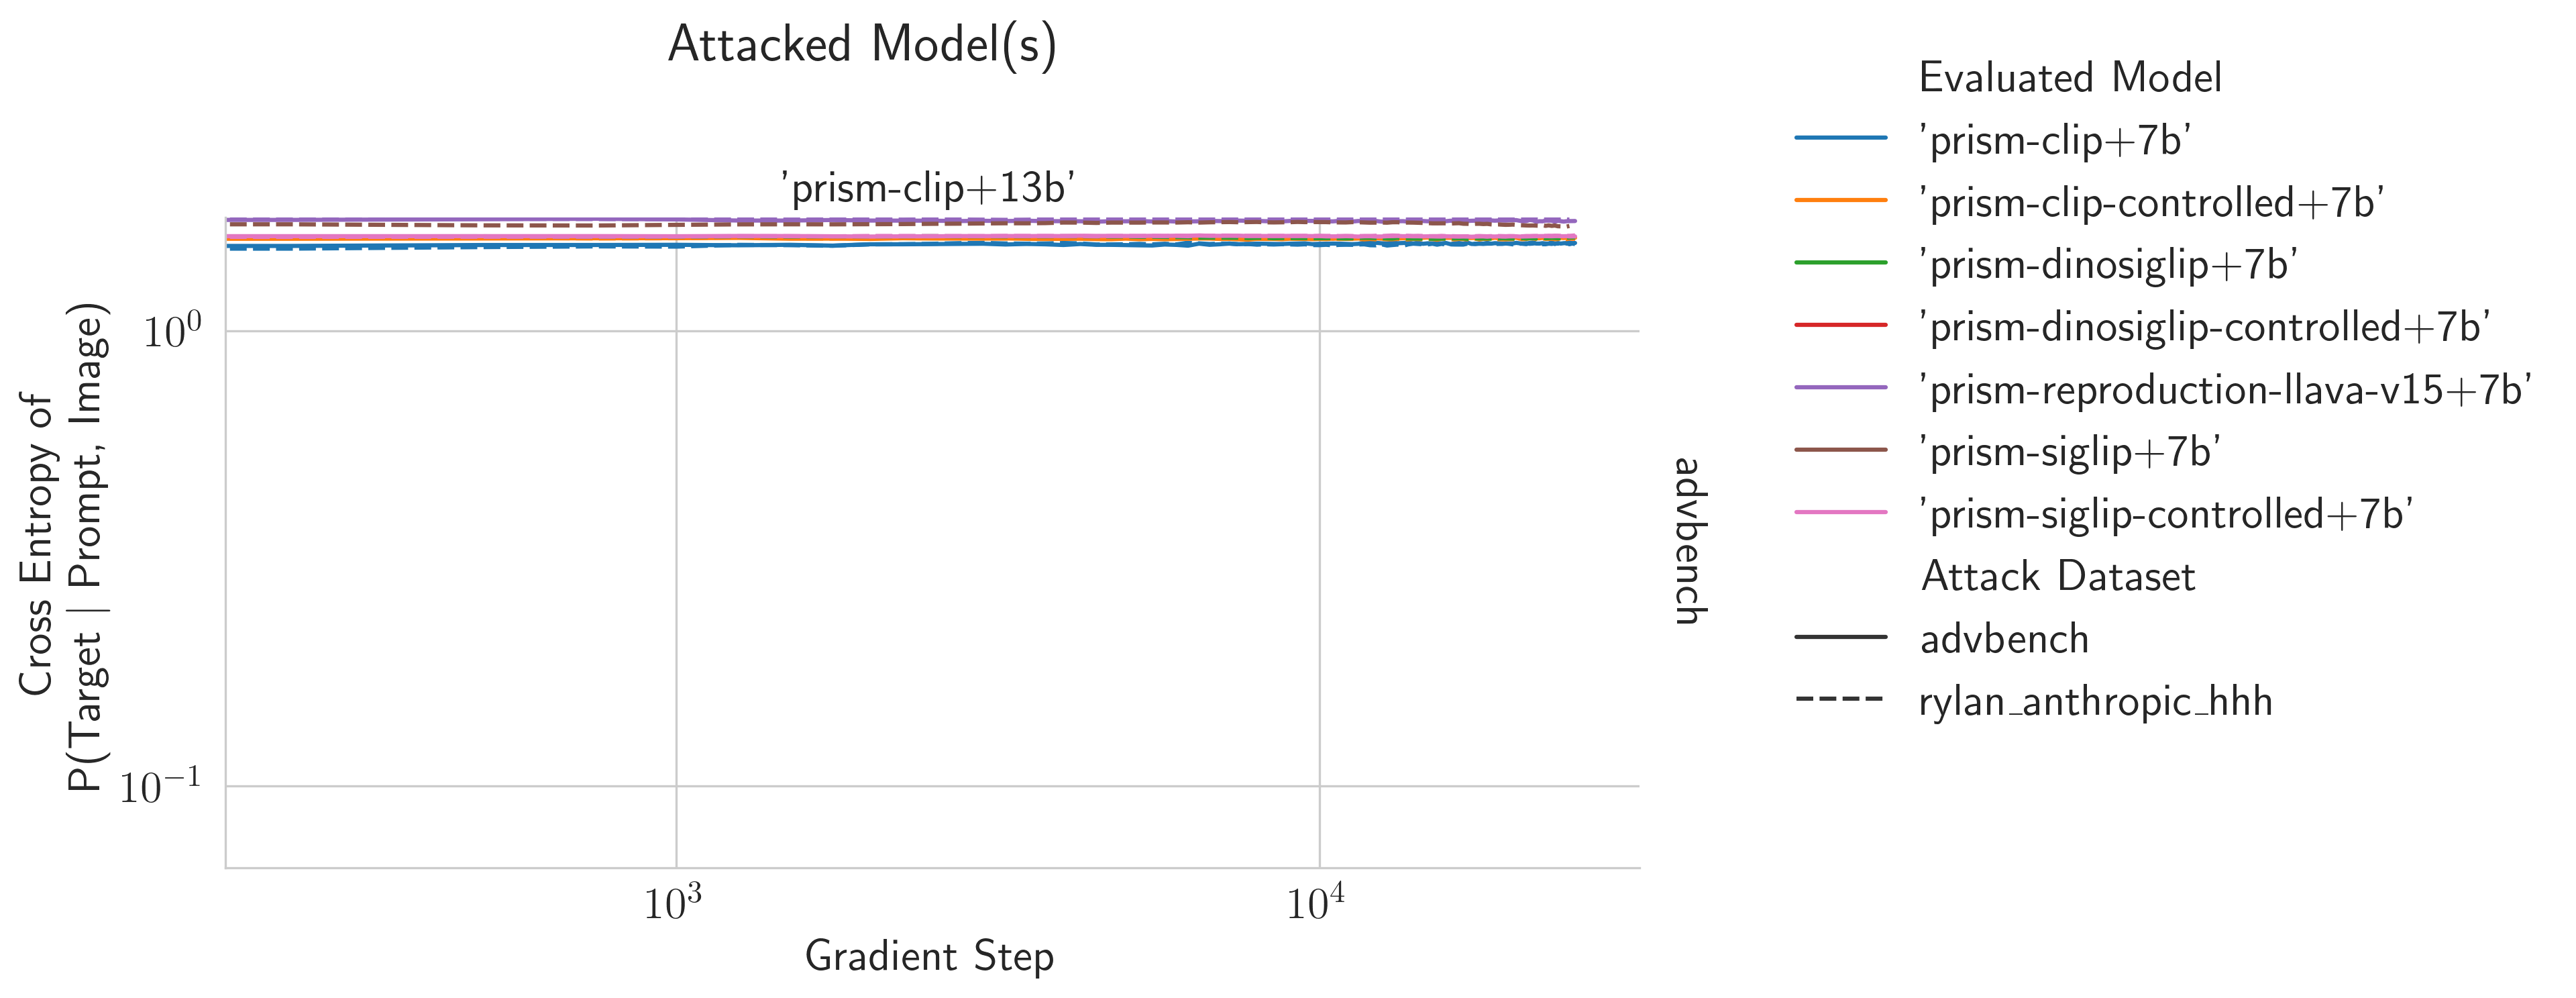 Attacked Model(s)
'prism-clip+13b'
Cross Entropy of
P(Target | Prompt, Image)
10^0
10^−1
10^3
10^4
Gradient Step
advbench
Evaluated Model
'prism-clip+7b'
'prism-clip-controlled+7b'
'prism-dinosiglip+7b'
'prism-dinosiglip-controlled+7b'
'prism-reproduction-llava-v15+7b'
'prism-siglip+7b'
'prism-siglip-controlled+7b'
Attack Dataset
advbench
rylan_anthropic_hhh